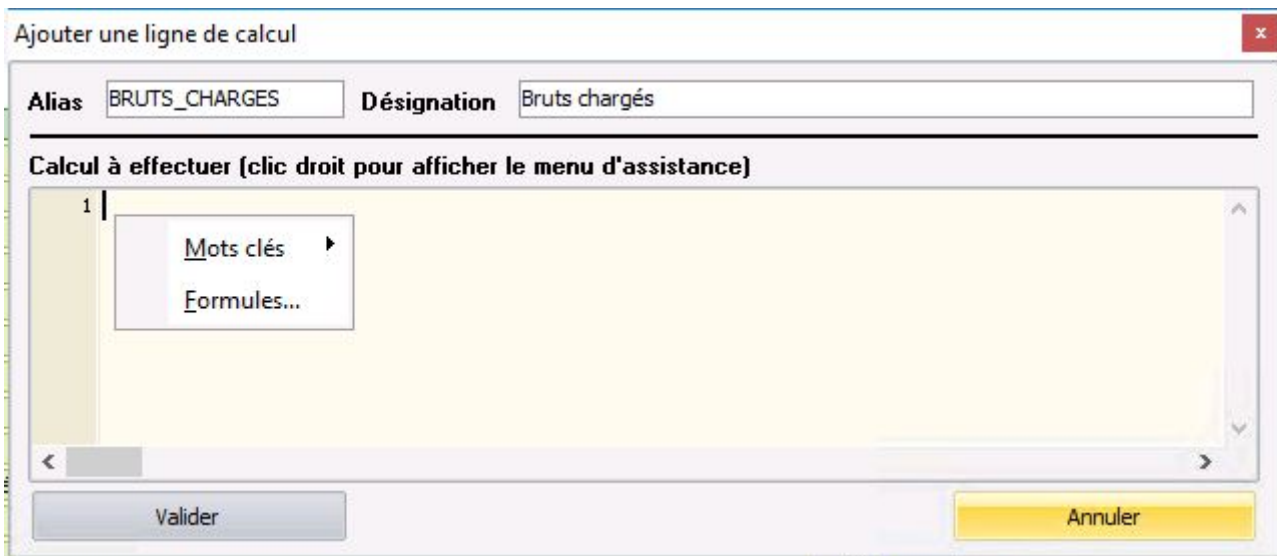 Ajouter une ligne de calcul
x
Alias BRUTS_CHARGES Désignation Bruts chargés
Calcul à effectuer (clic droit pour afficher le menu d'assistance)
1
Mots clés
Formules...
Valider Annuler